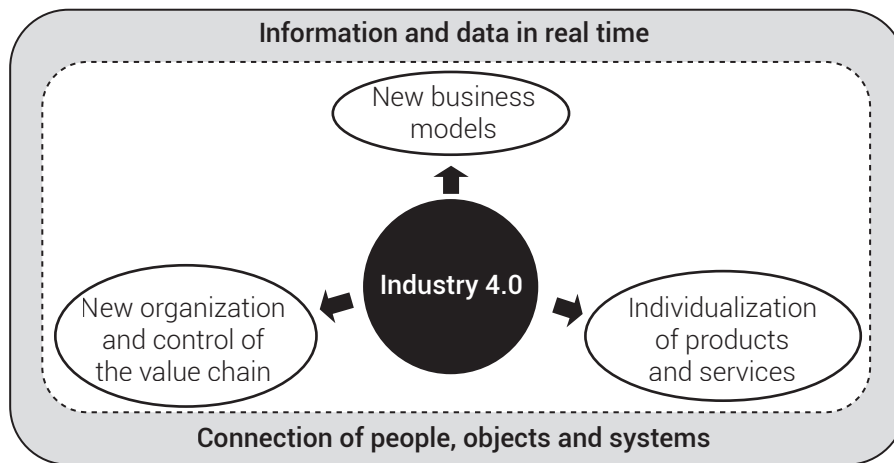 Information and data in real time
New business
models
Industry 4.0
New organization
and control of
the value chain
Individualization
of products
and services
Connection of people, objects and systems